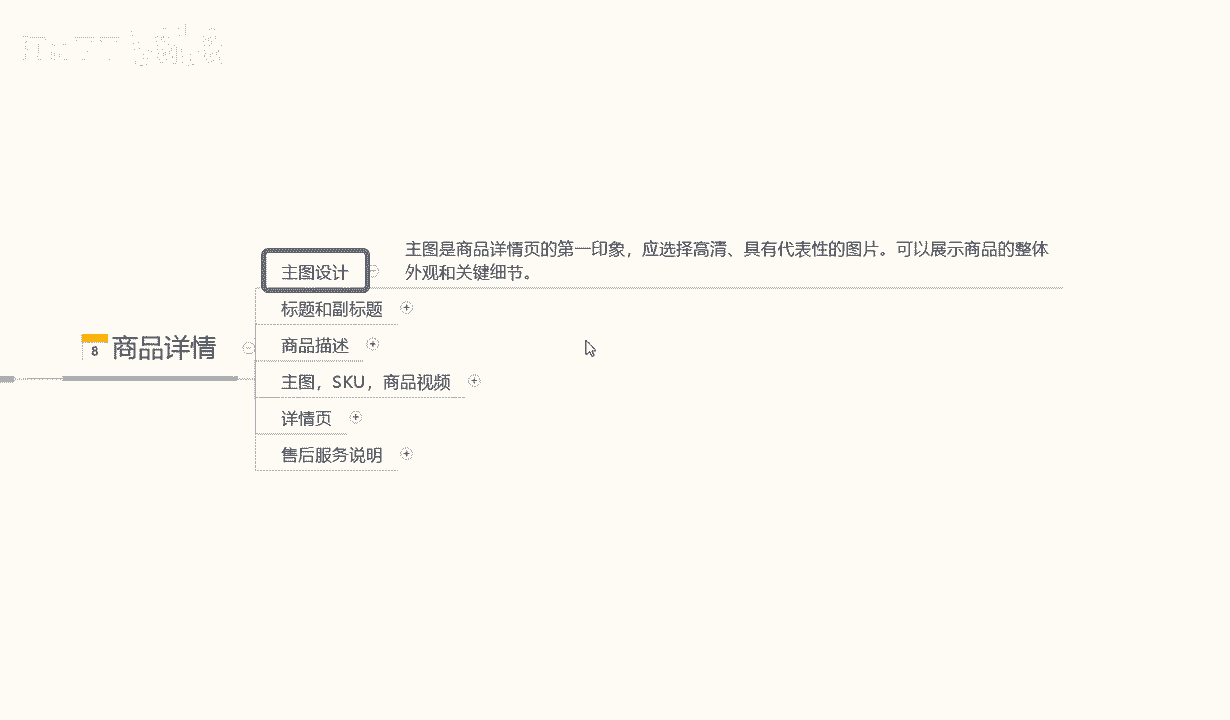 主图是商品详情页的第一印象，应选择高清、具有代表性的图片。可以展示商品的整体
外观和关键细节。
主图设计
标题和副标题
8 商品详情
商品描述
主图，SKU，商品视频
详情页
售后服务说明